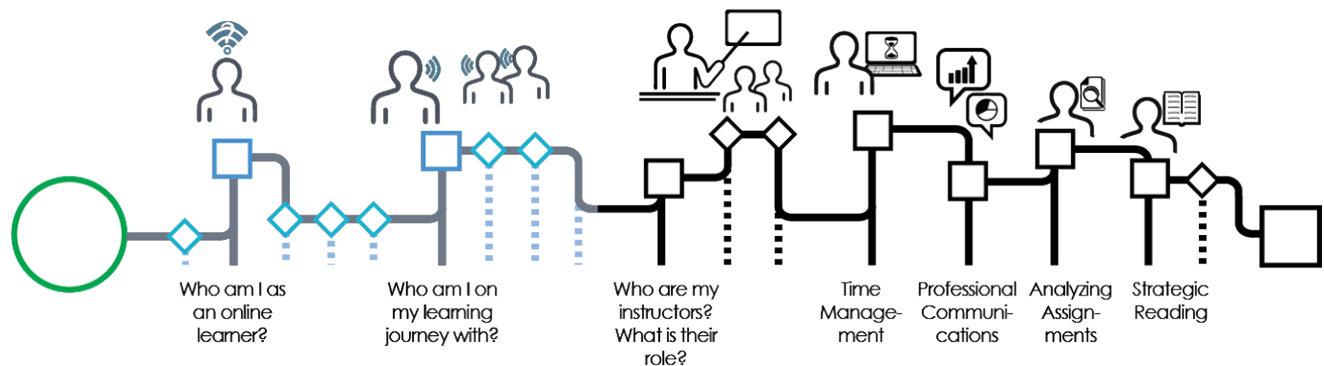 Who am I as
an online
learner?
Who am I on
my learning
journey with?
Who are my
instructors?
What is their
role?
Time
Manage-
ment
Professional
Communi-
cations
Analyzing
Assign-
ments
Strategic
Reading